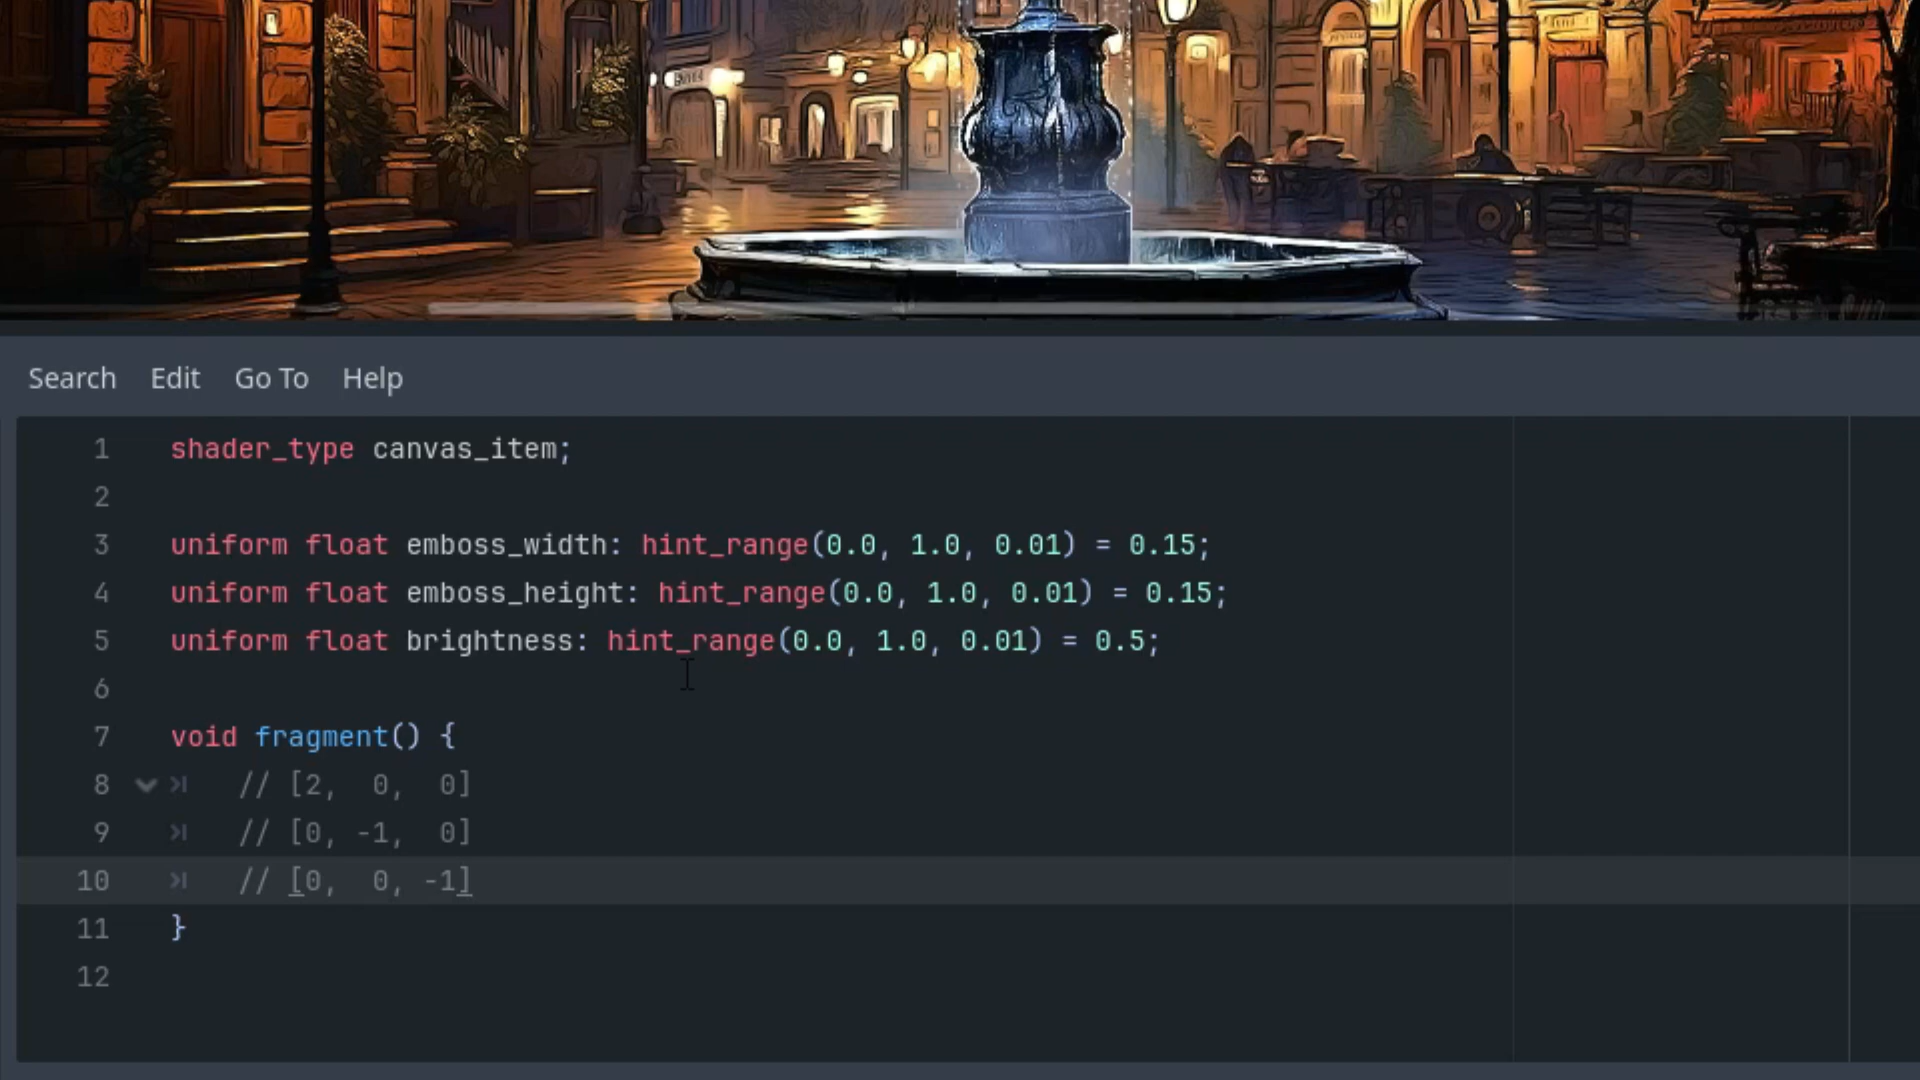 Search Edit Go To Help
1 shader_type canvas_item;
2
3 uniform float emboss_width: hint_range(0.0, 1.0, 0.01) = 0.15;
4 uniform float emboss_height: hint_range(0.0, 1.0, 0.01) = 0.15;
5 uniform float brightness: hint_range(0.0, 1.0, 0.01) = 0.5;
6
7 void fragment() {
8 // [2, 0, 0]
9 // [0, -1, 0]
10 // [0, 0, -1]
11 }
12